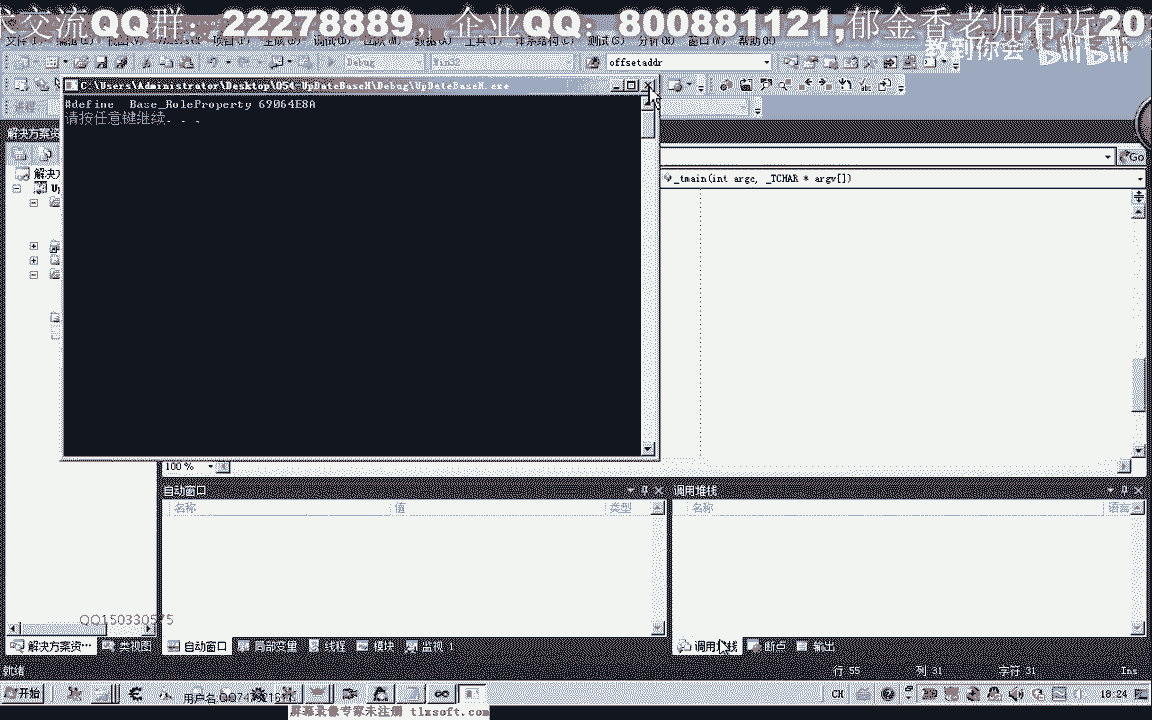 术交流QQ群：22278889，企业QQ：800881121,郁金香老师有近20
教到你会 bilibili
Debug Win32 offsetaddr
C:\Users\Administrator\Desktop\054-UpDateBaseH\Debug\UpDateBaseH.exe
#define  Base_RoleProperty 69064E8A
请按任意键继续. . .
解决方案资
解决方
Go
_tmain(int argc, _TCHAR * argv[])
100 %
自动窗口
名称 值 类型
调用堆栈
名称 语言
QQ150330575
解决方案资… 类视图
自动窗口 局部变量 线程 模块 监视 1
调用堆栈 断点 输出
就绪 行 55 列 31 字符 31 Ins
开始
CH 18:24
屏幕录像专家未注册 tlxsoft.com